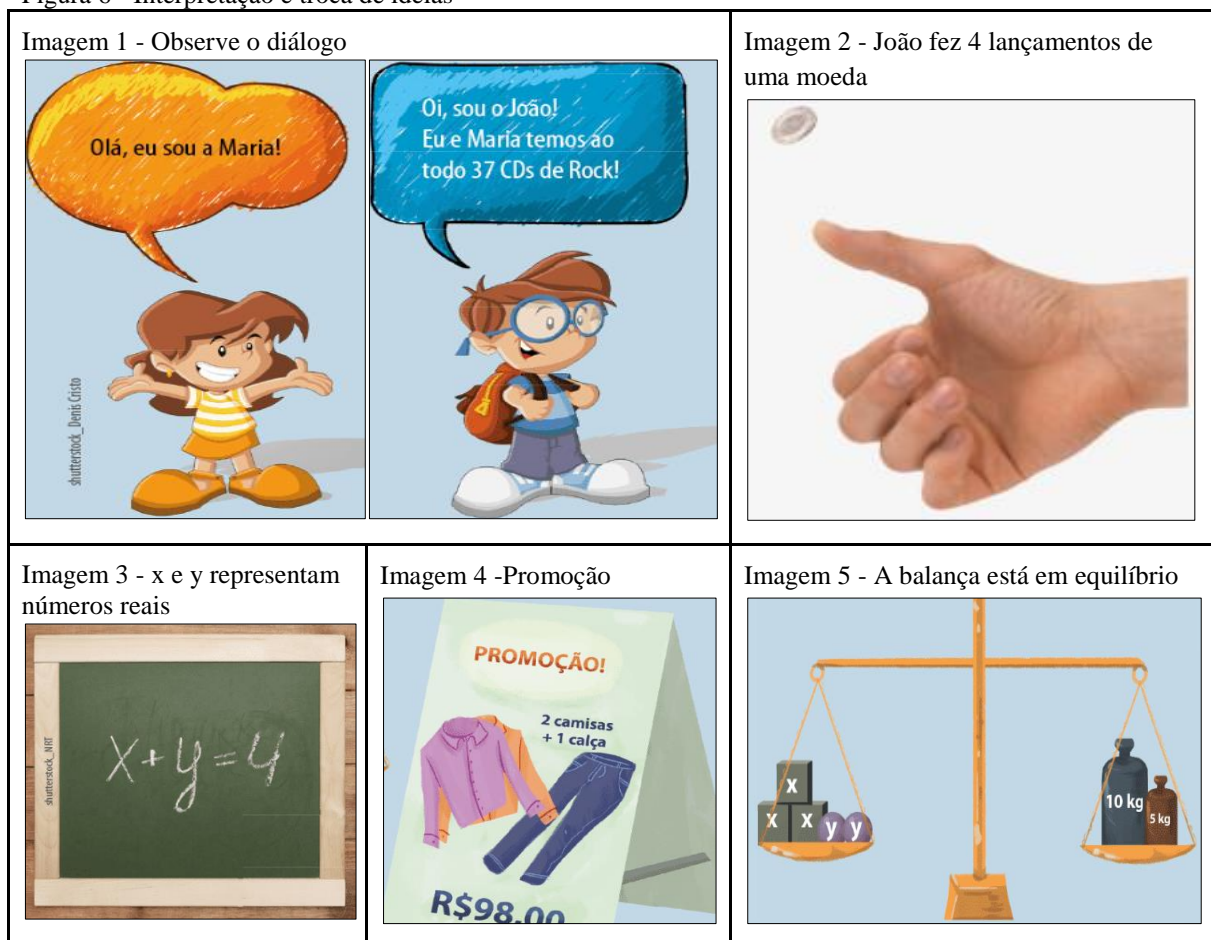 Figura 6 - Interpretação e troca de ideias
Imagem 1 - Observe o diálogo
Olá, eu sou a Maria!
Oi, sou o João!
Eu e Maria temos ao
todo 37 CDs de Rock!
shutterstock_Denis Cristo
Imagem 2 - João fez 4 lançamentos de
uma moeda
Imagem 3 - x e y representam
números reais
shutterstock_NRT
x+y=4
Imagem 4 -Promoção
PROMOÇÃO!
2 camisas
+ 1 calça
R$98,00
Imagem 5 - A balança está em equilíbrio
x
x x y y
10 kg
5 kg